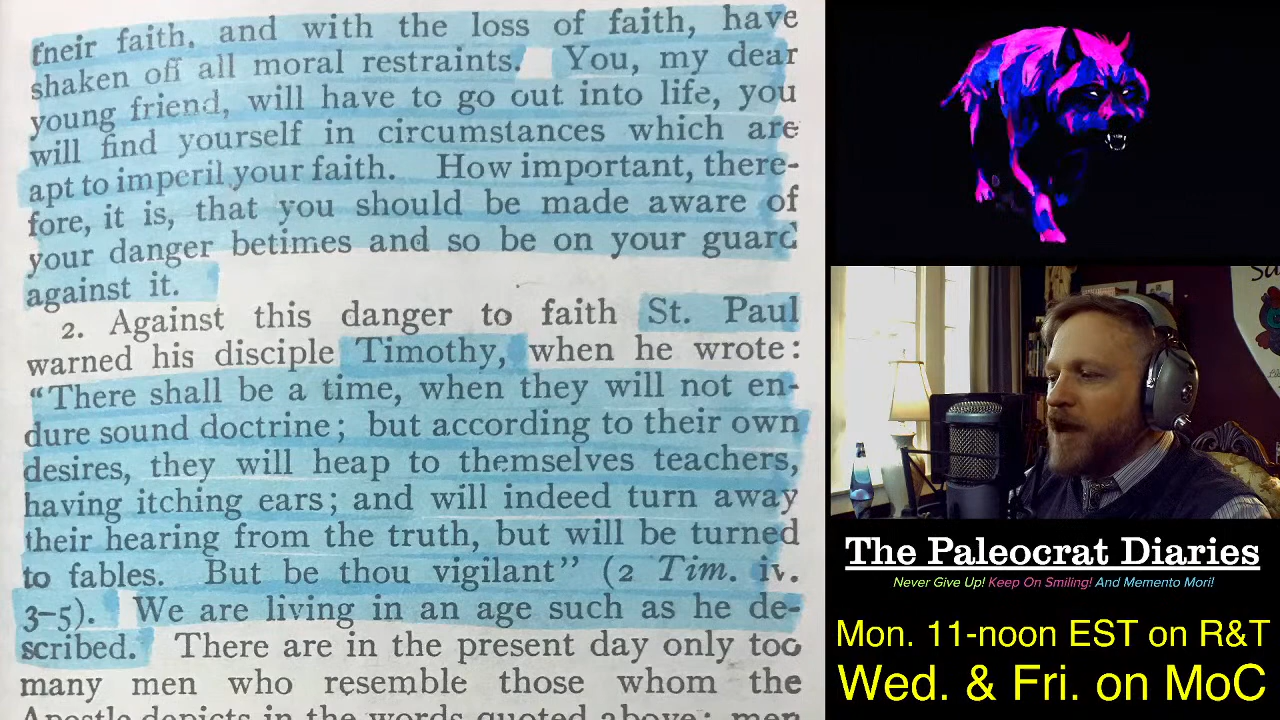 their faith, and with the loss of faith, have
shaken off all moral restraints. You, my dear
young friend, will have to go out into life, you
will find yourself in circumstances which are
apt to imperil your faith. How important, there-
fore, it is, that you should be made aware of
your danger betimes and so be on your guard
against it.
2. Against this danger to faith St. Paul
warned his disciple Timothy, when he wrote:
“There shall be a time, when they will not en-
dure sound doctrine; but according to their own
desires, they will heap to themselves teachers,
having itching ears; and will indeed turn away
their hearing from the truth, but will be turned
to fables. But be thou vigilant” (2 Tim. iv.
3–5). We are living in an age such as he de-
scribed. There are in the present day only too
many men who resemble those whom the
Apostle depicts in the words quoted above; men
The Paleocrat Diaries
Never Give Up! Keep On Smiling! And Memento Mori!
Mon. 11-noon EST on R&T
Wed. & Fri. on MoC